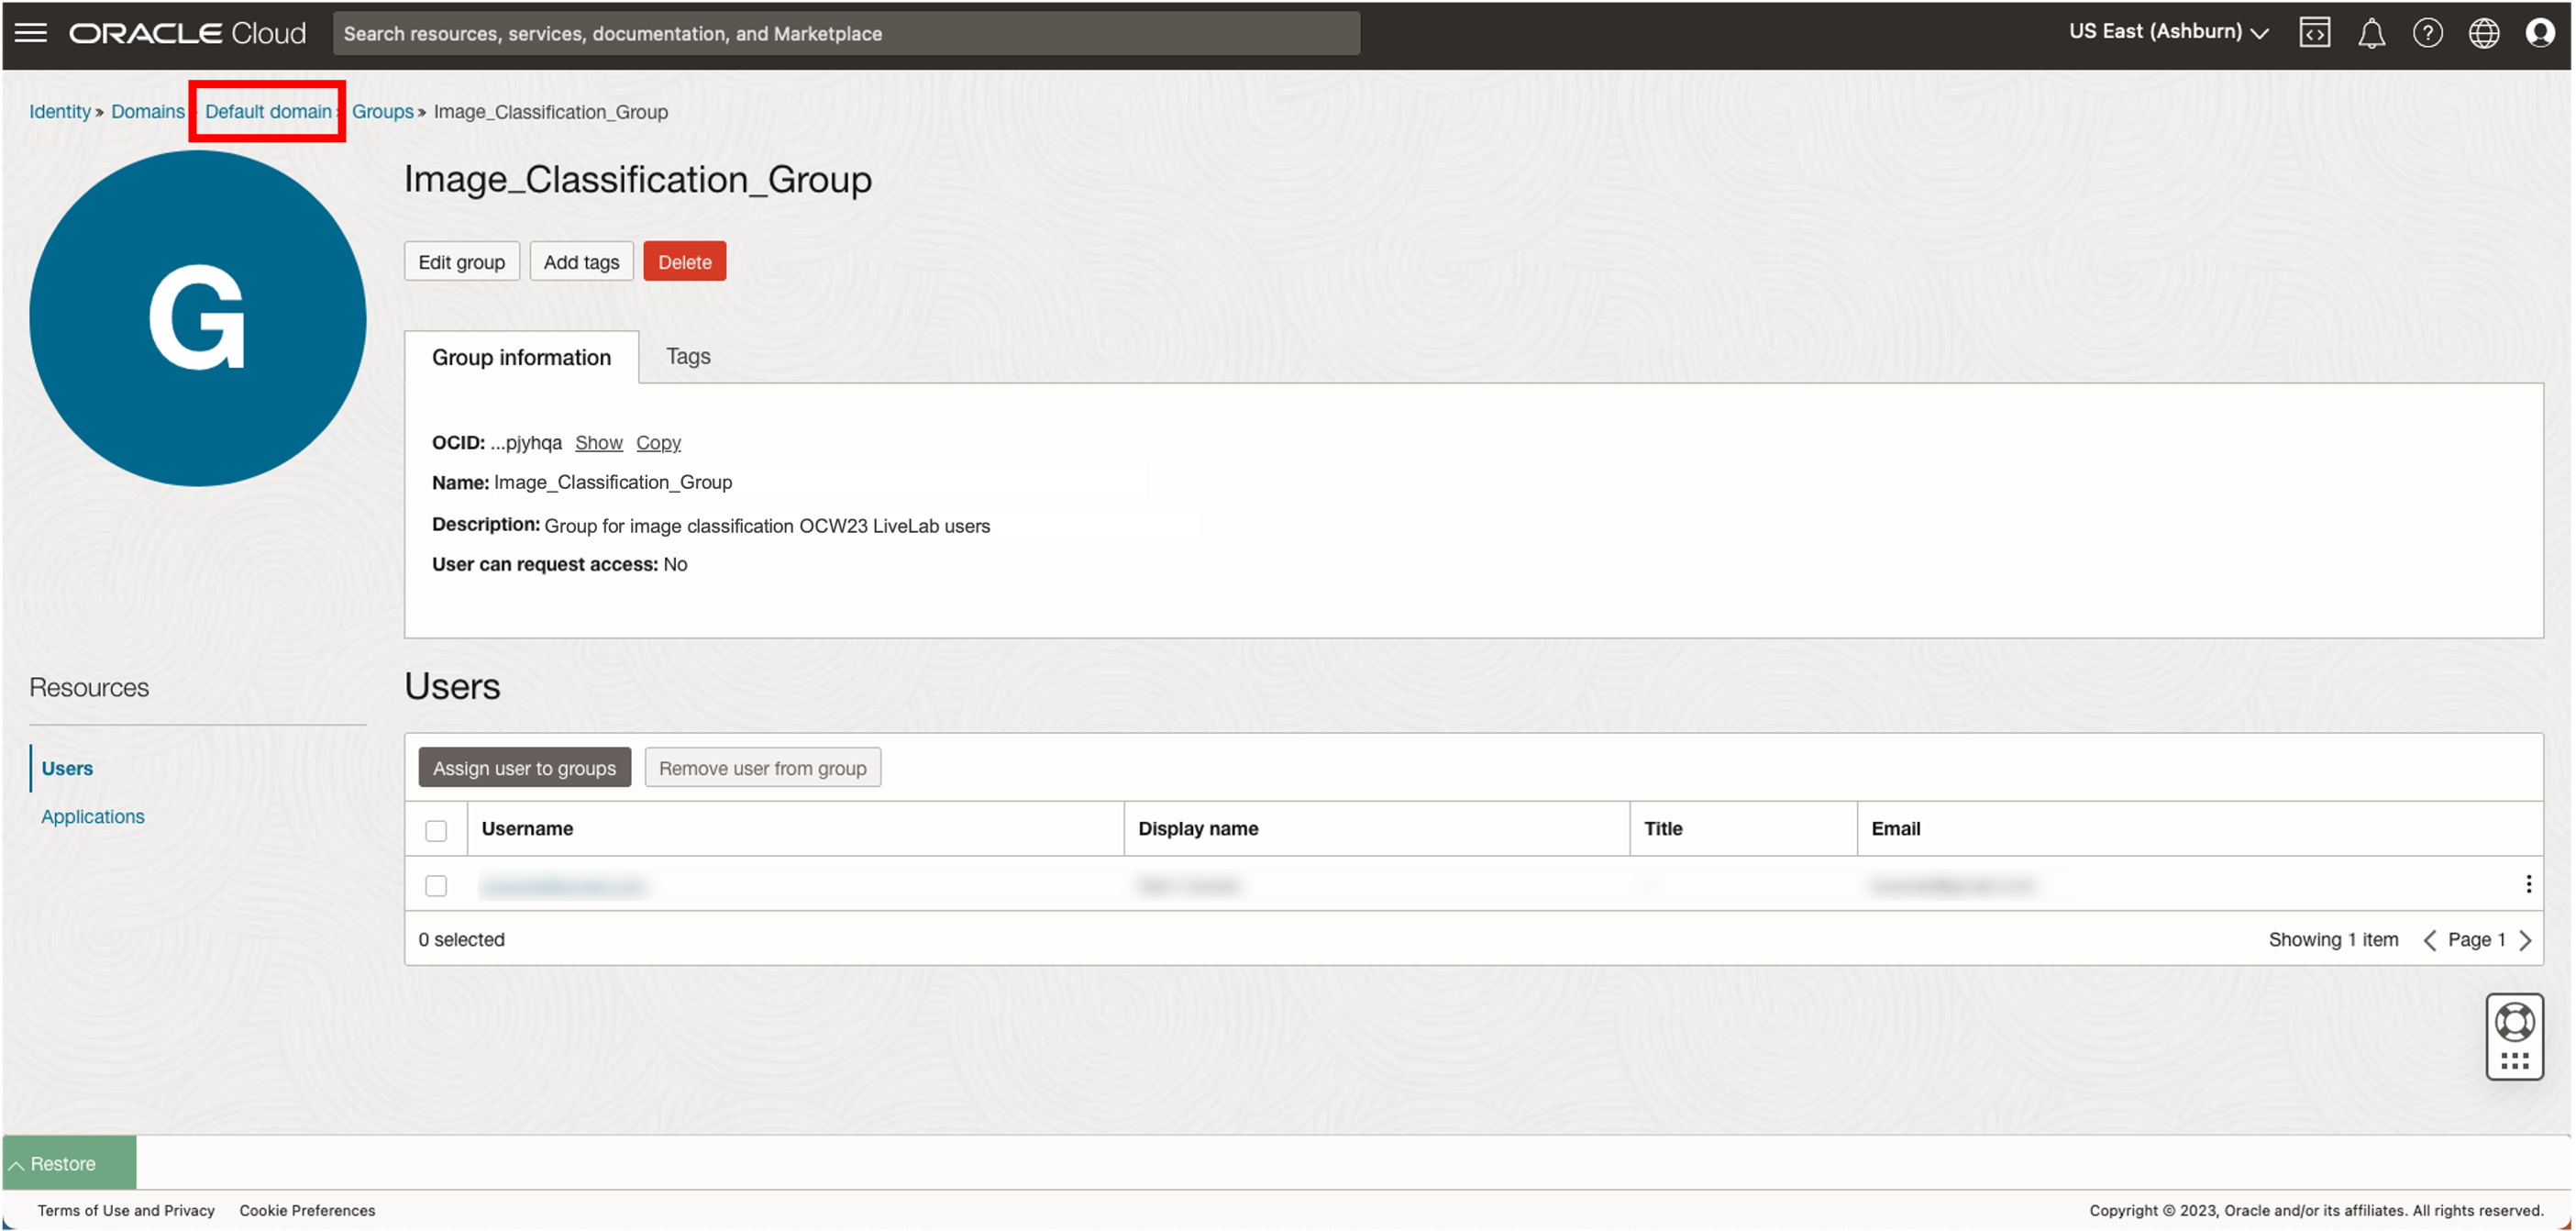 ORACLE Cloud
Search resources, services, documentation, and Marketplace
US East (Ashburn)
Identity » Domains Default domain Groups » Image_Classification_Group
G
Image_Classification_Group
Edit group Add tags Delete
Group information Tags
OCID: ...pjyhqa Show Copy
Name: Image_Classification_Group
Description: Group for image classification OCW23 LiveLab users
User can request access: No
Resources
Users
Applications
Users
Assign user to groups Remove user from group
Username Display name Title Email
0 selected Showing 1 item Page 1
Restore
Terms of Use and Privacy Cookie Preferences
Copyright © 2023, Oracle and/or its affiliates. All rights reserved.